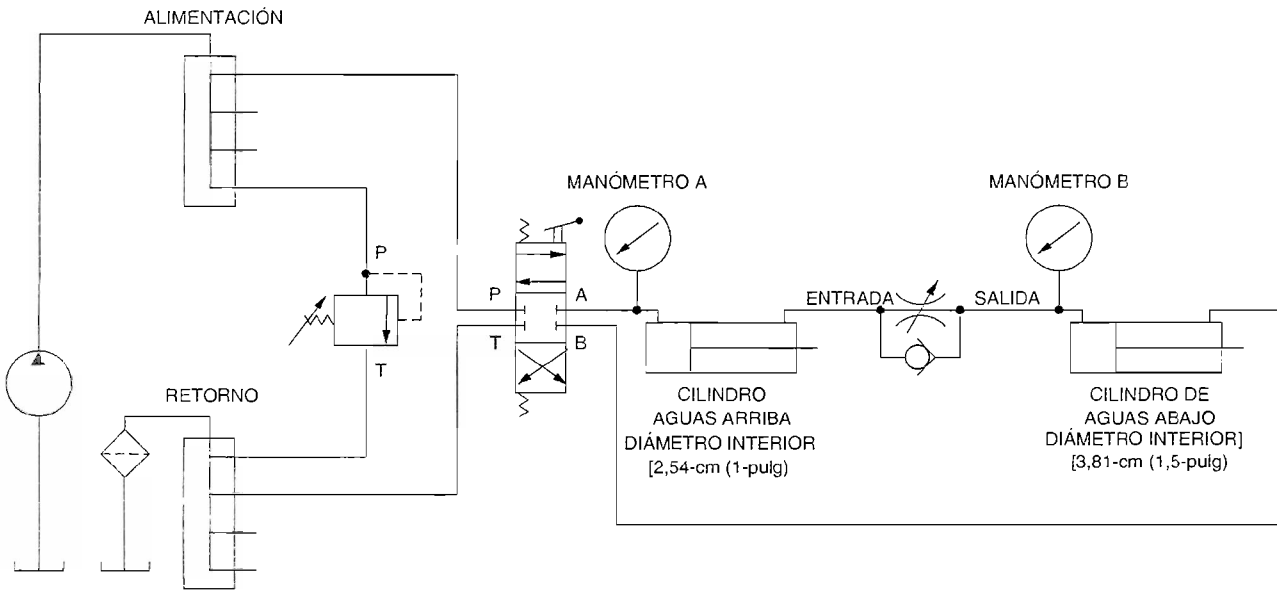 ALIMENTACIÓN
MANÓMETRO A
MANÓMETRO B
P
P
A
ENTRADA
SALIDA
T
B
T
RETORNO
CILINDRO
AGUAS ARRIBA
DIÁMETRO INTERIOR
[2,54-cm (1-pulg)
CILINDRO DE
AGUAS ABAJO
DIÁMETRO INTERIOR]
[3,81-cm (1,5-pulg)